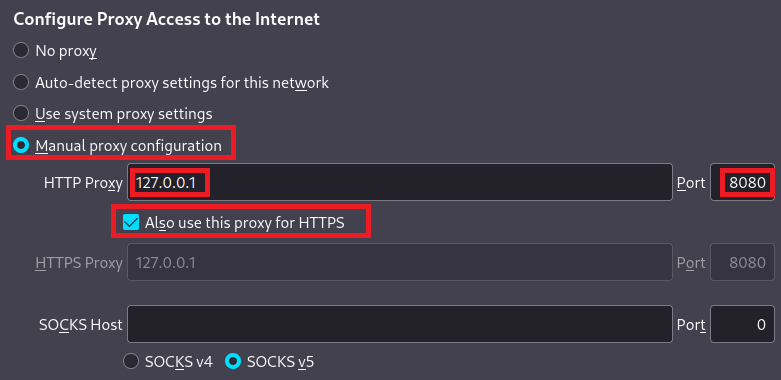 Configure Proxy Access to the Internet
No proxy
Auto-detect proxy settings for this network
Use system proxy settings
Manual proxy configuration
HTTP Proxy 127.0.0.1 Port 8080
Also use this proxy for HTTPS
HTTPS Proxy 127.0.0.1 Port 8080
SOCKS Host Port 0
SOCKS v4 SOCKS v5